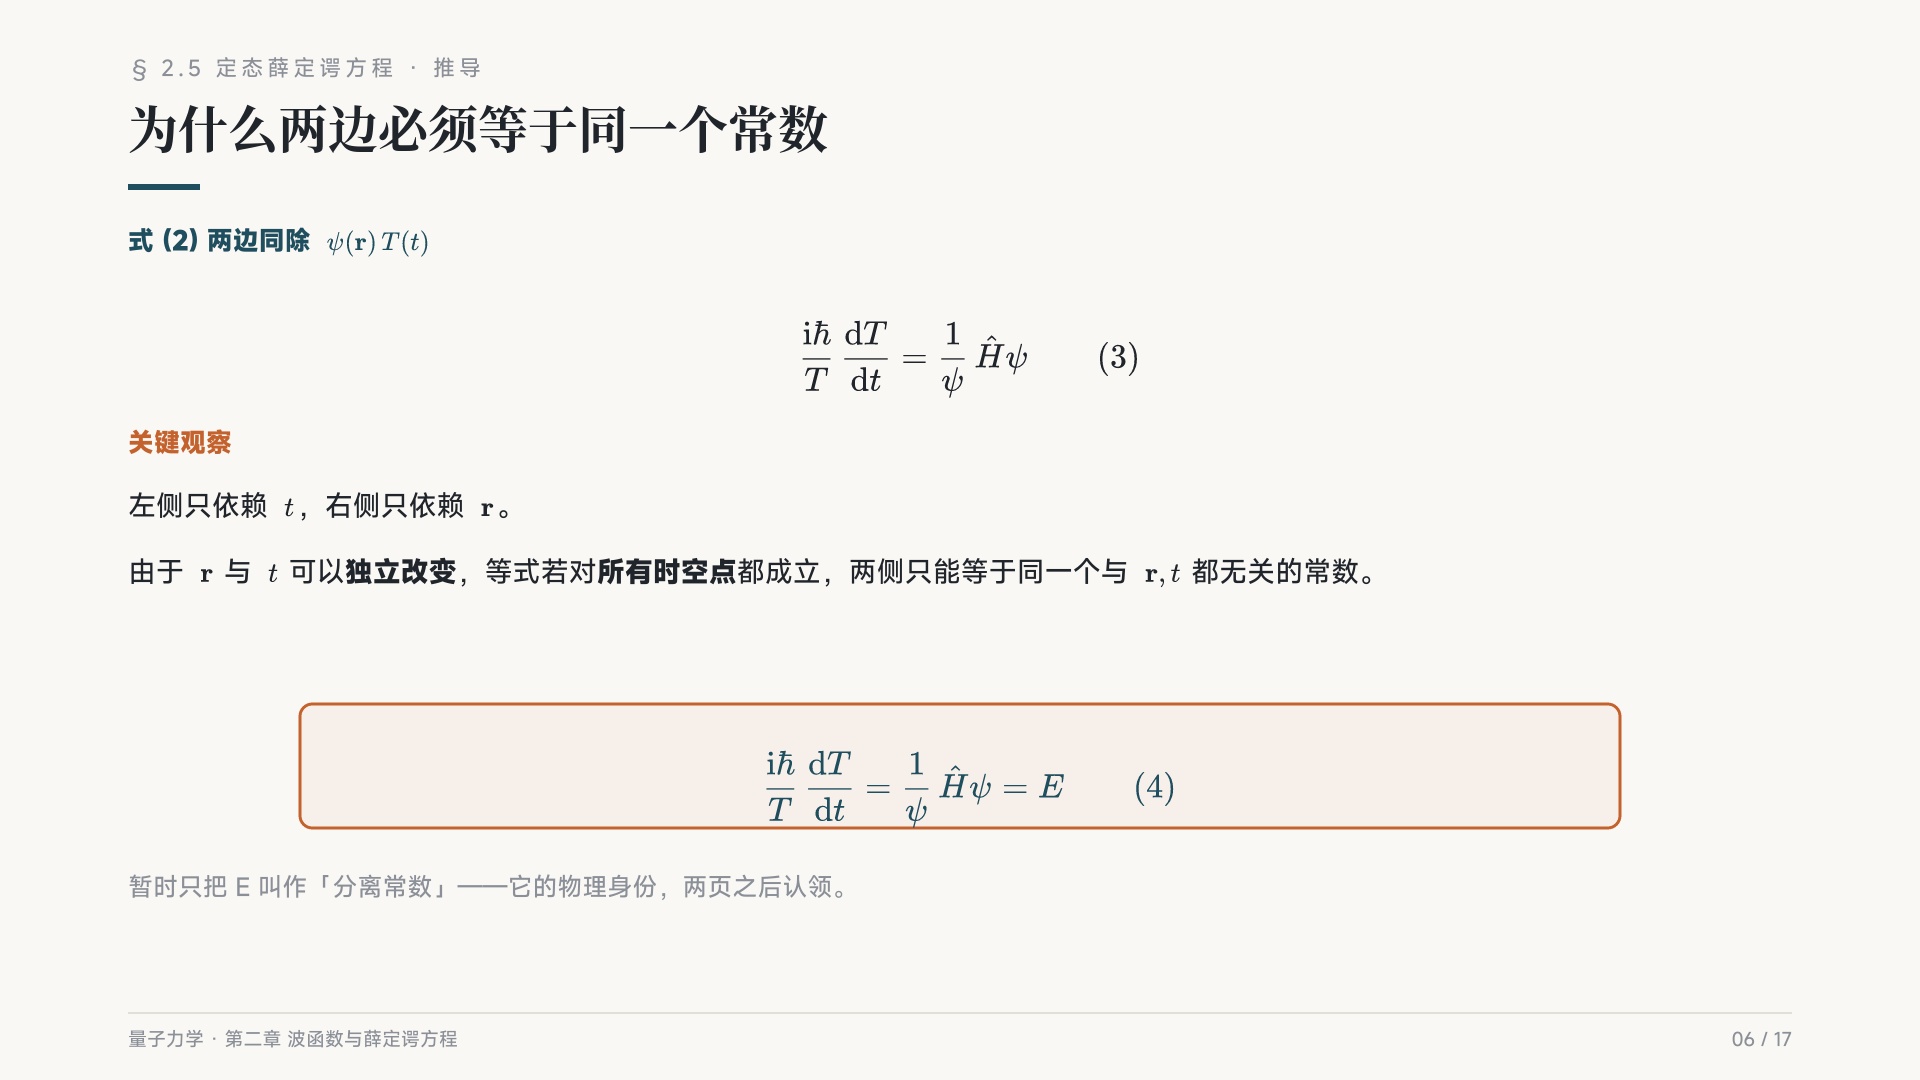 § 2.5 定态薛定谔方程 · 推导
为什么两边必须等于同一个常数
式 (2) 两边同除 ψ(r) T(t)
iħ/T dT/dt = 1/ψ Ĥψ (3)
关键观察
左侧只依赖 t，右侧只依赖 r。
由于 r 与 t 可以独立改变，等式若对所有时空点都成立，两侧只能等于同一个与 r, t 都无关的常数。
iħ/T dT/dt = 1/ψ Ĥψ = E (4)
暂时只把 E 叫作「分离常数」——它的物理身份，两页之后认领。
量子力学 · 第二章 波函数与薛定谔方程
06 / 17